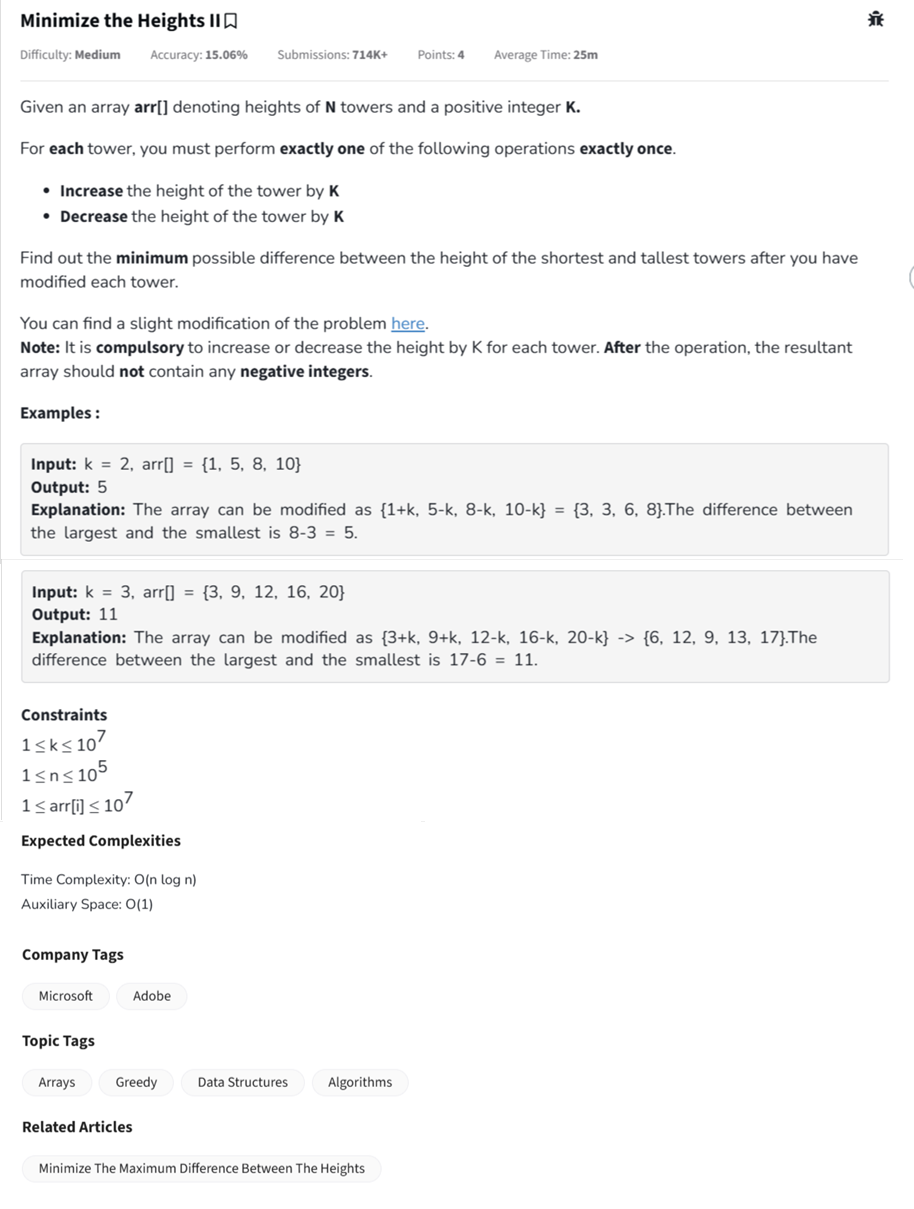 Minimize the Heights II
Difficulty: Medium Accuracy: 15.06% Submissions: 714K+ Points: 4 Average Time: 25m
Given an array arr[] denoting heights of N towers and a positive integer K.
For each tower, you must perform exactly one of the following operations exactly once.
• Increase the height of the tower by K
• Decrease the height of the tower by K
Find out the minimum possible difference between the height of the shortest and tallest towers after you have
modified each tower.
You can find a slight modification of the problem here.
Note: It is compulsory to increase or decrease the height by K for each tower. After the operation, the resultant
array should not contain any negative integers.
Examples :
Input: k = 2, arr[] = {1, 5, 8, 10}
Output: 5
Explanation: The array can be modified as {1+k, 5-k, 8-k, 10-k} = {3, 3, 6, 8}.The difference between
the largest and the smallest is 8-3 = 5.
Input: k = 3, arr[] = {3, 9, 12, 16, 20}
Output: 11
Explanation: The array can be modified as {3+k, 9+k, 12-k, 16-k, 20-k} -> {6, 12, 9, 13, 17}.The
difference between the largest and the smallest is 17-6 = 11.
Constraints
1 ≤ k ≤ 10^7
1 ≤ n ≤ 10^5
1 ≤ arr[i] ≤ 10^7
Expected Complexities
Time Complexity: O(n log n)
Auxiliary Space: O(1)
Company Tags
Microsoft Adobe
Topic Tags
Arrays Greedy Data Structures Algorithms
Related Articles
Minimize The Maximum Difference Between The Heights